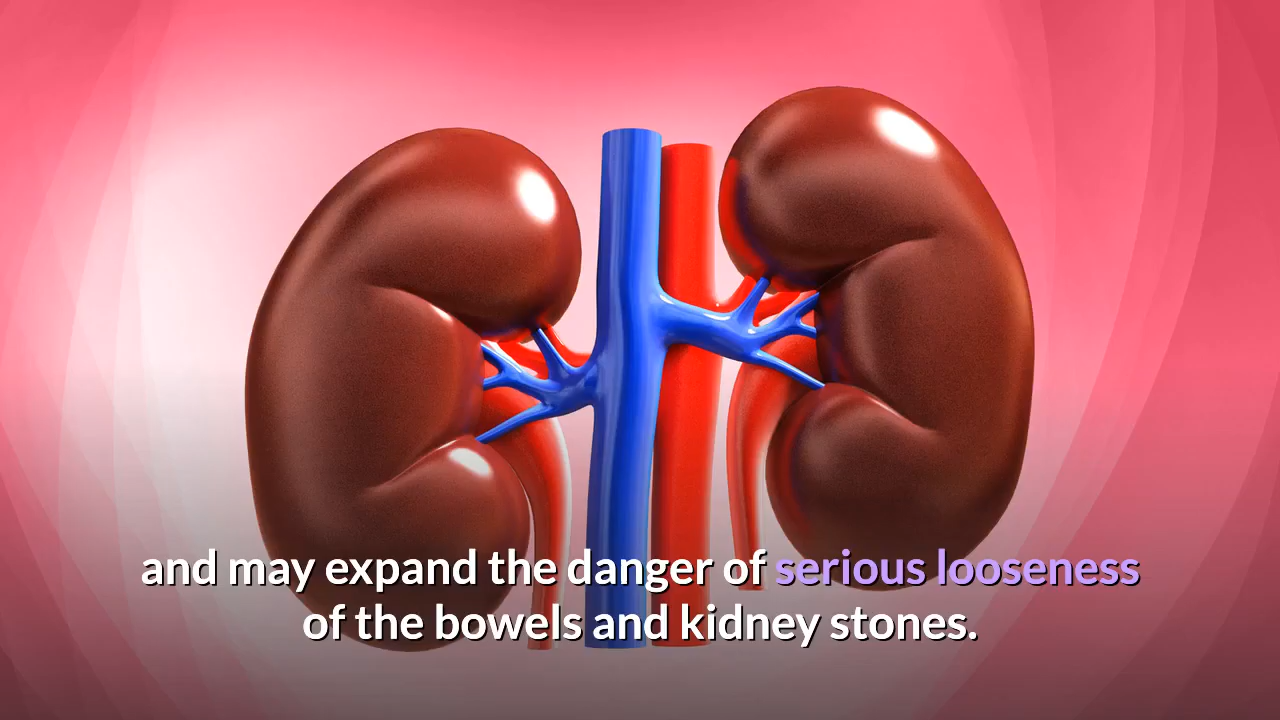 and may expand the danger of serious looseness
of the bowels and kidney stones.